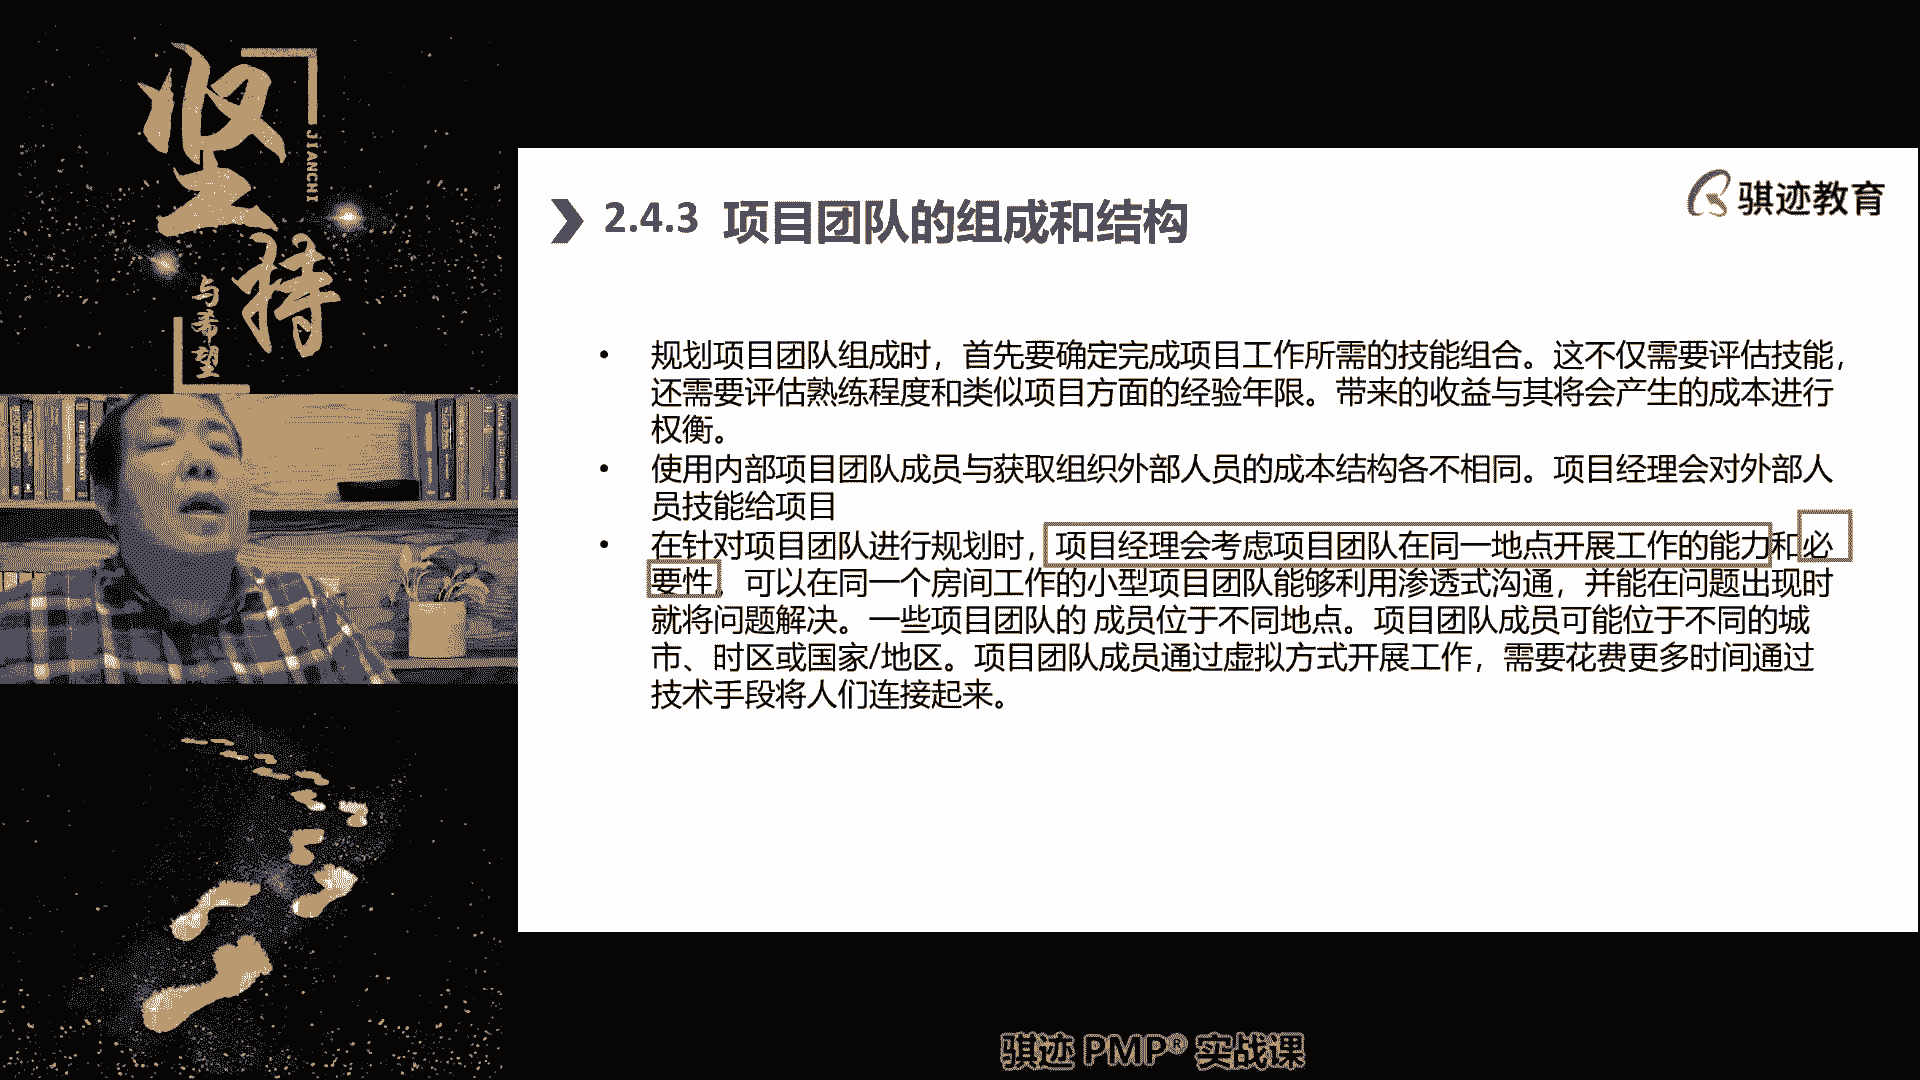 坚持
JIANCHI
与希望
骐迹教育
2.4.3 项目团队的组成和结构
• 规划项目团队组成时，首先要确定完成项目工作所需的技能组合。这不仅需要评估技能，
还需要评估熟练程度和类似项目方面的经验年限。带来的收益与其将会产生的成本进行
权衡。
• 使用内部项目团队成员与获取组织外部人员的成本结构各不相同。项目经理会对外部人
员技能给项目
• 在针对项目团队进行规划时，项目经理会考虑项目团队在同一地点开展工作的能力和必
要性。可以在同一个房间工作的小型项目团队能够利用渗透式沟通，并能在问题出现时
就将问题解决。一些项目团队的 成员位于不同地点。项目团队成员可能位于不同的城
市、时区或国家/地区。项目团队成员通过虚拟方式开展工作，需要花费更多时间通过
技术手段将人们连接起来。
骐迹 PMP® 实战课